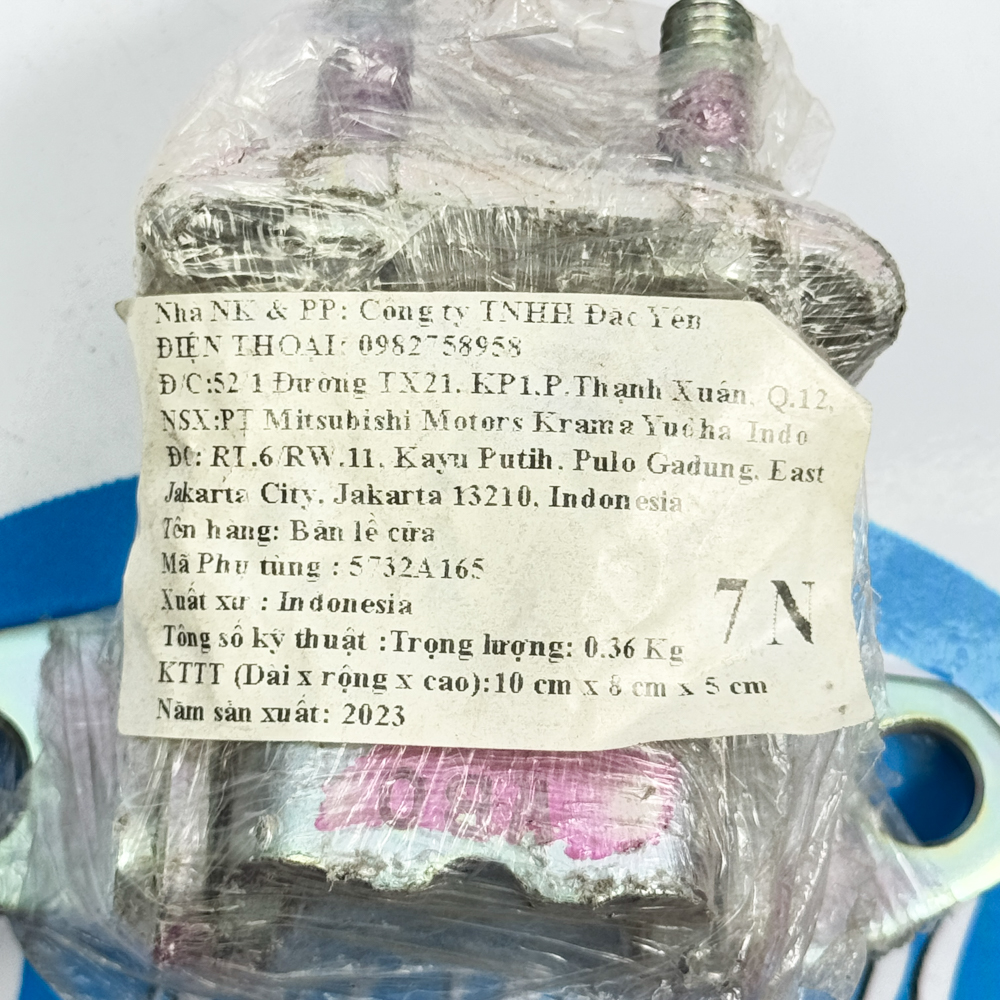 Nhà NK & PP: Công ty TNHH Đắc Yên
ĐIỆN THOẠI: 0982758958
Đ/C:52/1 Đường TX21, KP1,P.Thạnh Xuân, Q.12,
NSX:PT Mitsubishi Motors Krama Yudha Indo
ĐC: RT.6/RW.11, Kayu Putih, Pulo Gadung, East
Jakarta City, Jakarta 13210, Indonesia
Tên hàng: Bản lề cửa
Mã Phụ tùng : 5732A165
Xuất xứ : Indonesia
7N
Tông số kỹ thuật :Trọng lượng: 0.36 Kg
KTTT (Dài x rộng x cao):10 cm x 8 cm x 5 cm
Năm sản xuất: 2023